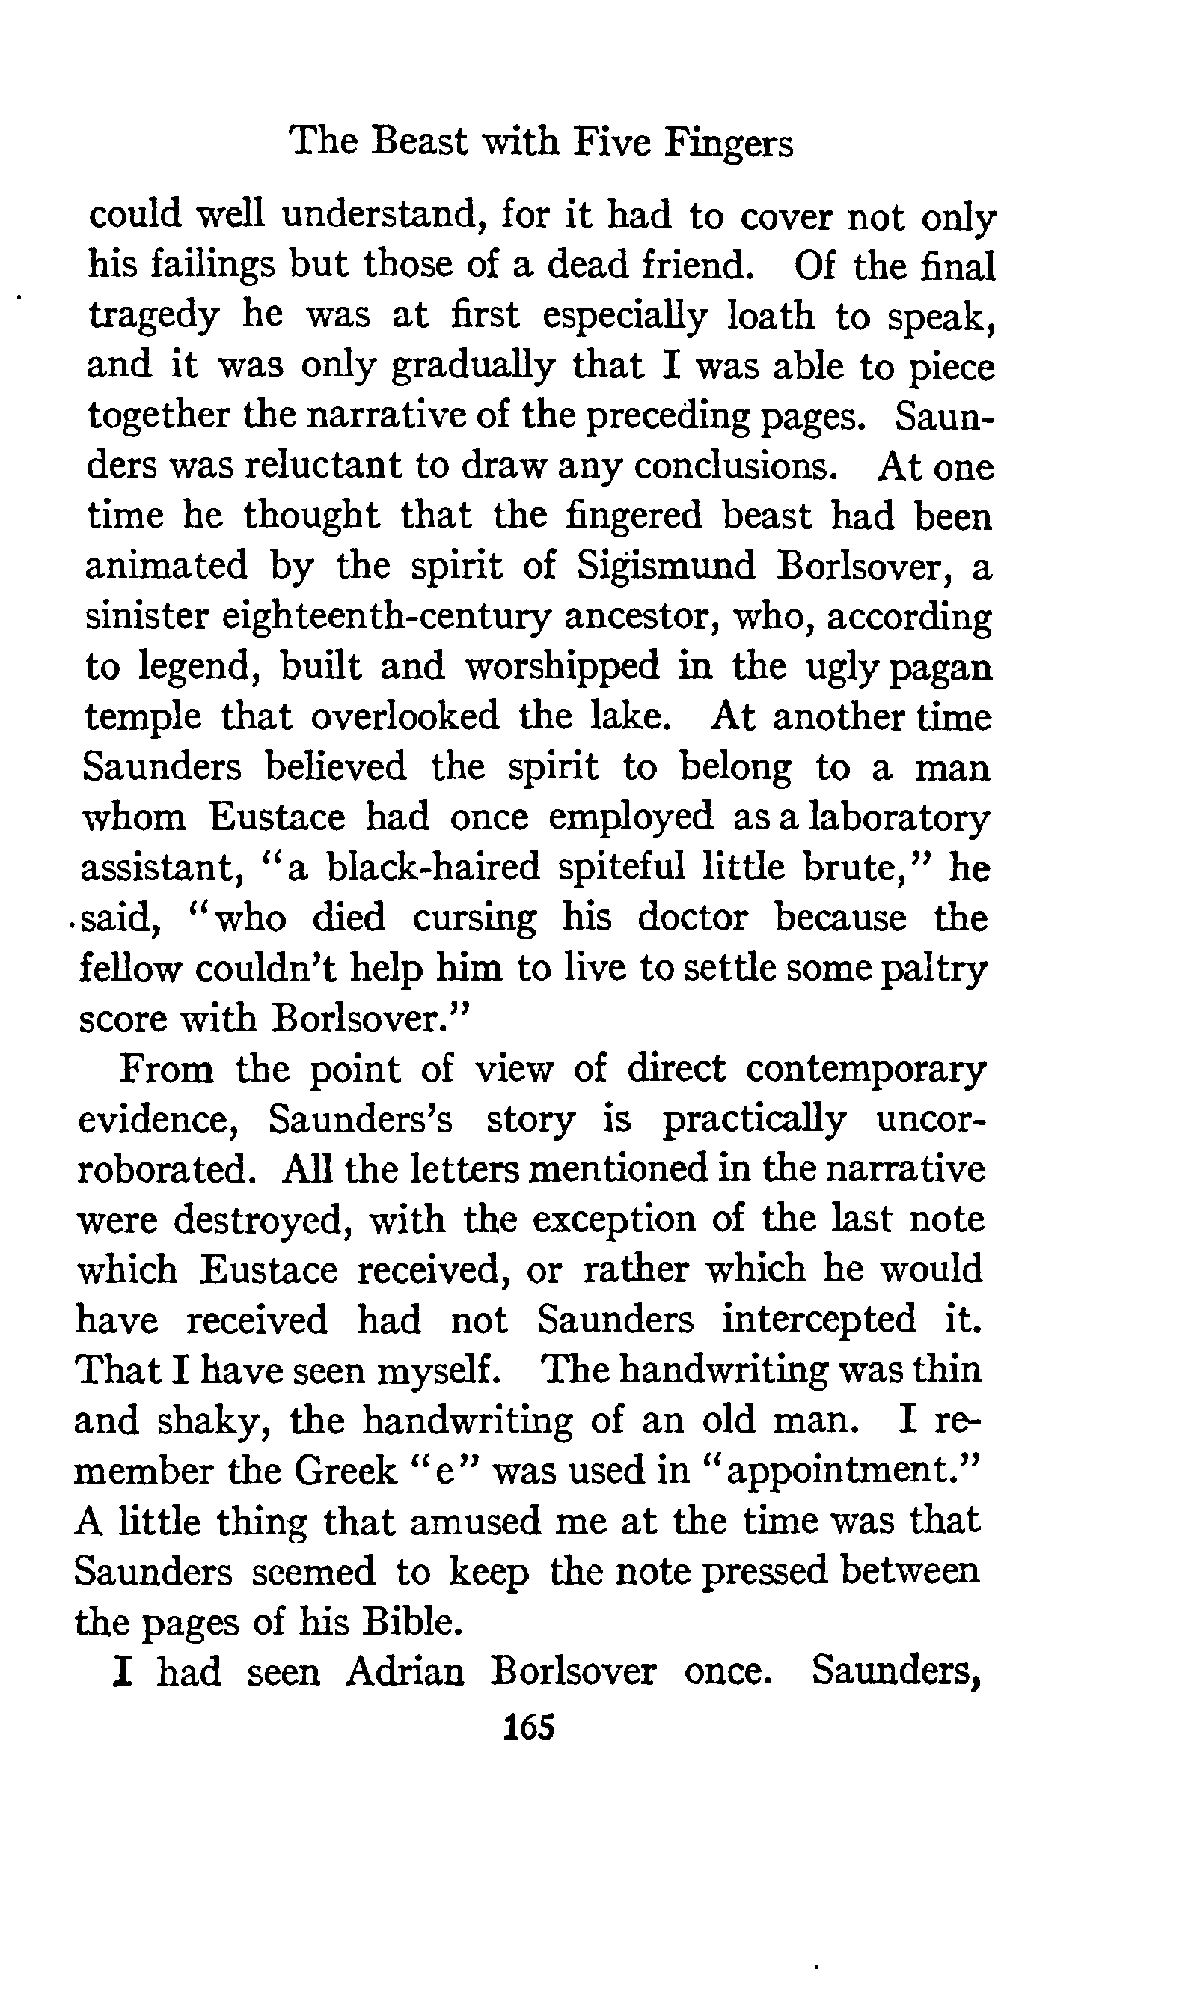 The Beast with Five Fingers
could well understand, for it had to cover not only
his failings but those of a dead friend. Of the final
tragedy he was at first especially loath to speak,
and it was only gradually that I was able to piece
together the narrative of the preceding pages. Saun-
ders was reluctant to draw any conclusions. At one
time he thought that the fingered beast had been
animated by the spirit of Sigismund Borlsover, a
sinister eighteenth-century ancestor, who, according
to legend, built and worshipped in the ugly pagan
temple that overlooked the lake. At another time
Saunders believed the spirit to belong to a man
whom Eustace had once employed as a laboratory
assistant, "a black-haired spiteful little brute," he
said, "who died cursing his doctor because the
fellow couldn't help him to live to settle some paltry
score with Borlsover."
From the point of view of direct contemporary
evidence, Saunders's story is practically uncor-
roborated. All the letters mentioned in the narrative
were destroyed, with the exception of the last note
which Eustace received, or rather which he would
have received had not Saunders intercepted it.
That I have seen myself. The handwriting was thin
and shaky, the handwriting of an old man. I re-
member the Greek "e" was used in "appointment."
A little thing that amused me at the time was that
Saunders seemed to keep the note pressed between
the pages of his Bible.
I had seen Adrian Borlsover once. Saunders,
165